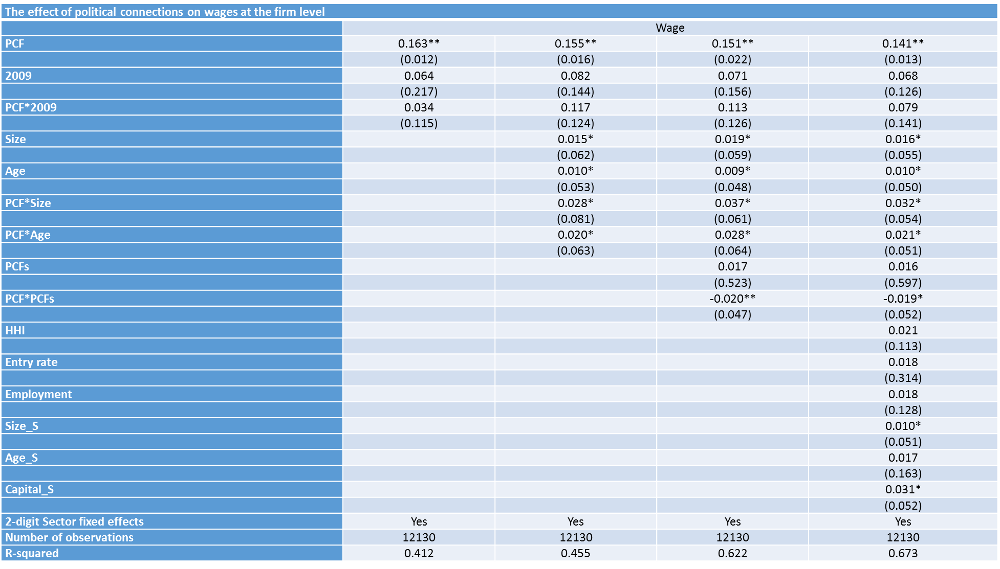 The effect of political connections on wages at the firm level
Wage
PCF 0.163** 0.155** 0.151** 0.141**
(0.012) (0.016) (0.022) (0.013)
2009 0.064 0.082 0.071 0.068
(0.217) (0.144) (0.156) (0.126)
PCF*2009 0.034 0.117 0.113 0.079
(0.115) (0.124) (0.126) (0.141)
Size 0.015* 0.019* 0.016*
(0.062) (0.059) (0.055)
Age 0.010* 0.009* 0.010*
(0.053) (0.048) (0.050)
PCF*Size 0.028* 0.037* 0.032*
(0.081) (0.061) (0.054)
PCF*Age 0.020* 0.028* 0.021*
(0.063) (0.064) (0.051)
PCFs 0.017 0.016
(0.523) (0.597)
PCF*PCFs -0.020** -0.019*
(0.047) (0.052)
HHI 0.021
(0.113)
Entry rate 0.018
(0.314)
Employment 0.018
(0.128)
Size_S 0.010*
(0.051)
Age_S 0.017
(0.163)
Capital_S 0.031*
(0.052)
2-digit Sector fixed effects Yes Yes Yes Yes
Number of observations 12130 12130 12130 12130
R-squared 0.412 0.455 0.622 0.673